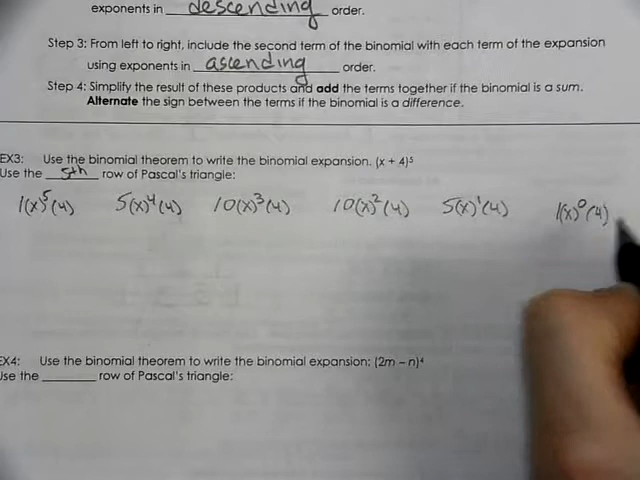 exponents in descending order.
Step 3: From left to right, include the second term of the binomial with each term of the expansion
using exponents in ascending order.
Step 4: Simplify the result of these products and add the terms together if the binomial is a sum.
Alternate the sign between the terms if the binomial is a difference.
EX3: Use the binomial theorem to write the binomial expansion. (x + 4)⁵
Use the 5th row of Pascal's triangle:
1(x)⁵(4) 5(x)⁴(4) 10(x)³(4) 10(x)²(4) 5(x)¹(4) 1(x)⁰(4)
EX4: Use the binomial theorem to write the binomial expansion: (2m – n)⁴
Use the ______ row of Pascal's triangle: